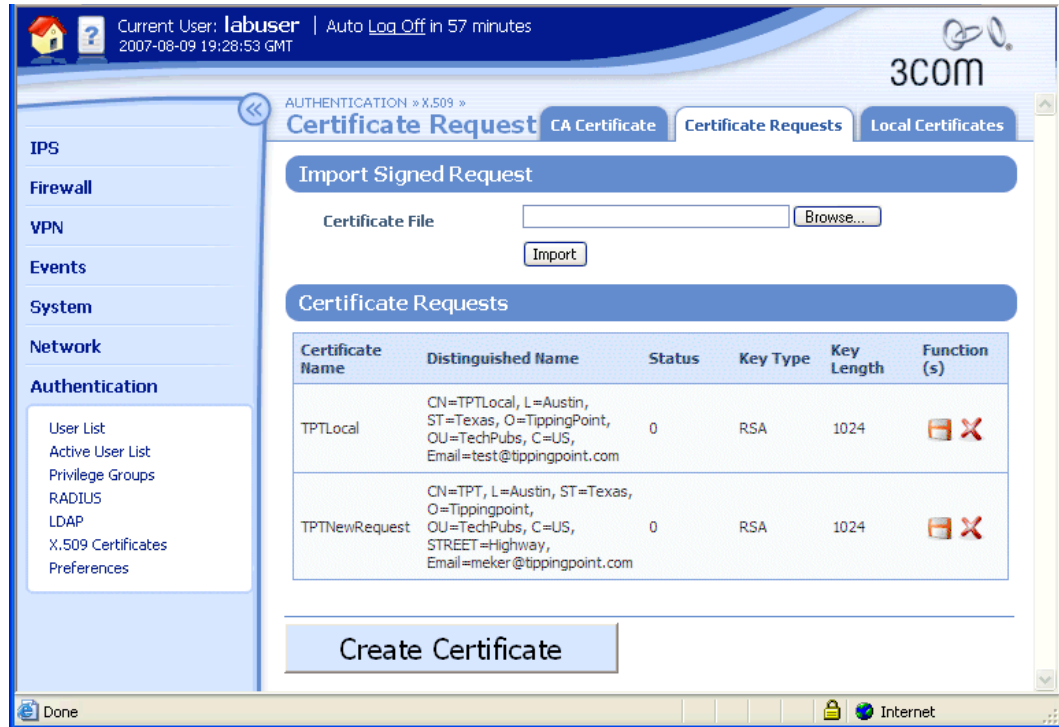 Current User: labuser | Auto Log Off in 57 minutes
2007-08-09 19:28:53 GMT
3COM
AUTHENTICATION » X.509 »
Certificate Request
CA Certificate
Certificate Requests
Local Certificates
IPS
Firewall
VPN
Events
System
Network
Authentication
User List
Active User List
Privilege Groups
RADIUS
LDAP
X.509 Certificates
Preferences
Import Signed Request
Certificate File
Browse...
Import
Certificate Requests
Certificate
Name
Distinguished Name
Status
Key Type
Key
Length
Function
(s)
TPTLocal
CN=TPTLocal, L=Austin,
ST=Texas, O=TippingPoint,
OU=TechPubs, C=US,
Email=test@tippingpoint.com
0
RSA
1024
TPTNewRequest
CN=TPT, L=Austin, ST=Texas,
O=Tippingpoint,
OU=TechPubs, C=US,
STREET=Highway,
Email=meker@tippingpoint.com
0
RSA
1024
Create Certificate
Done
Internet